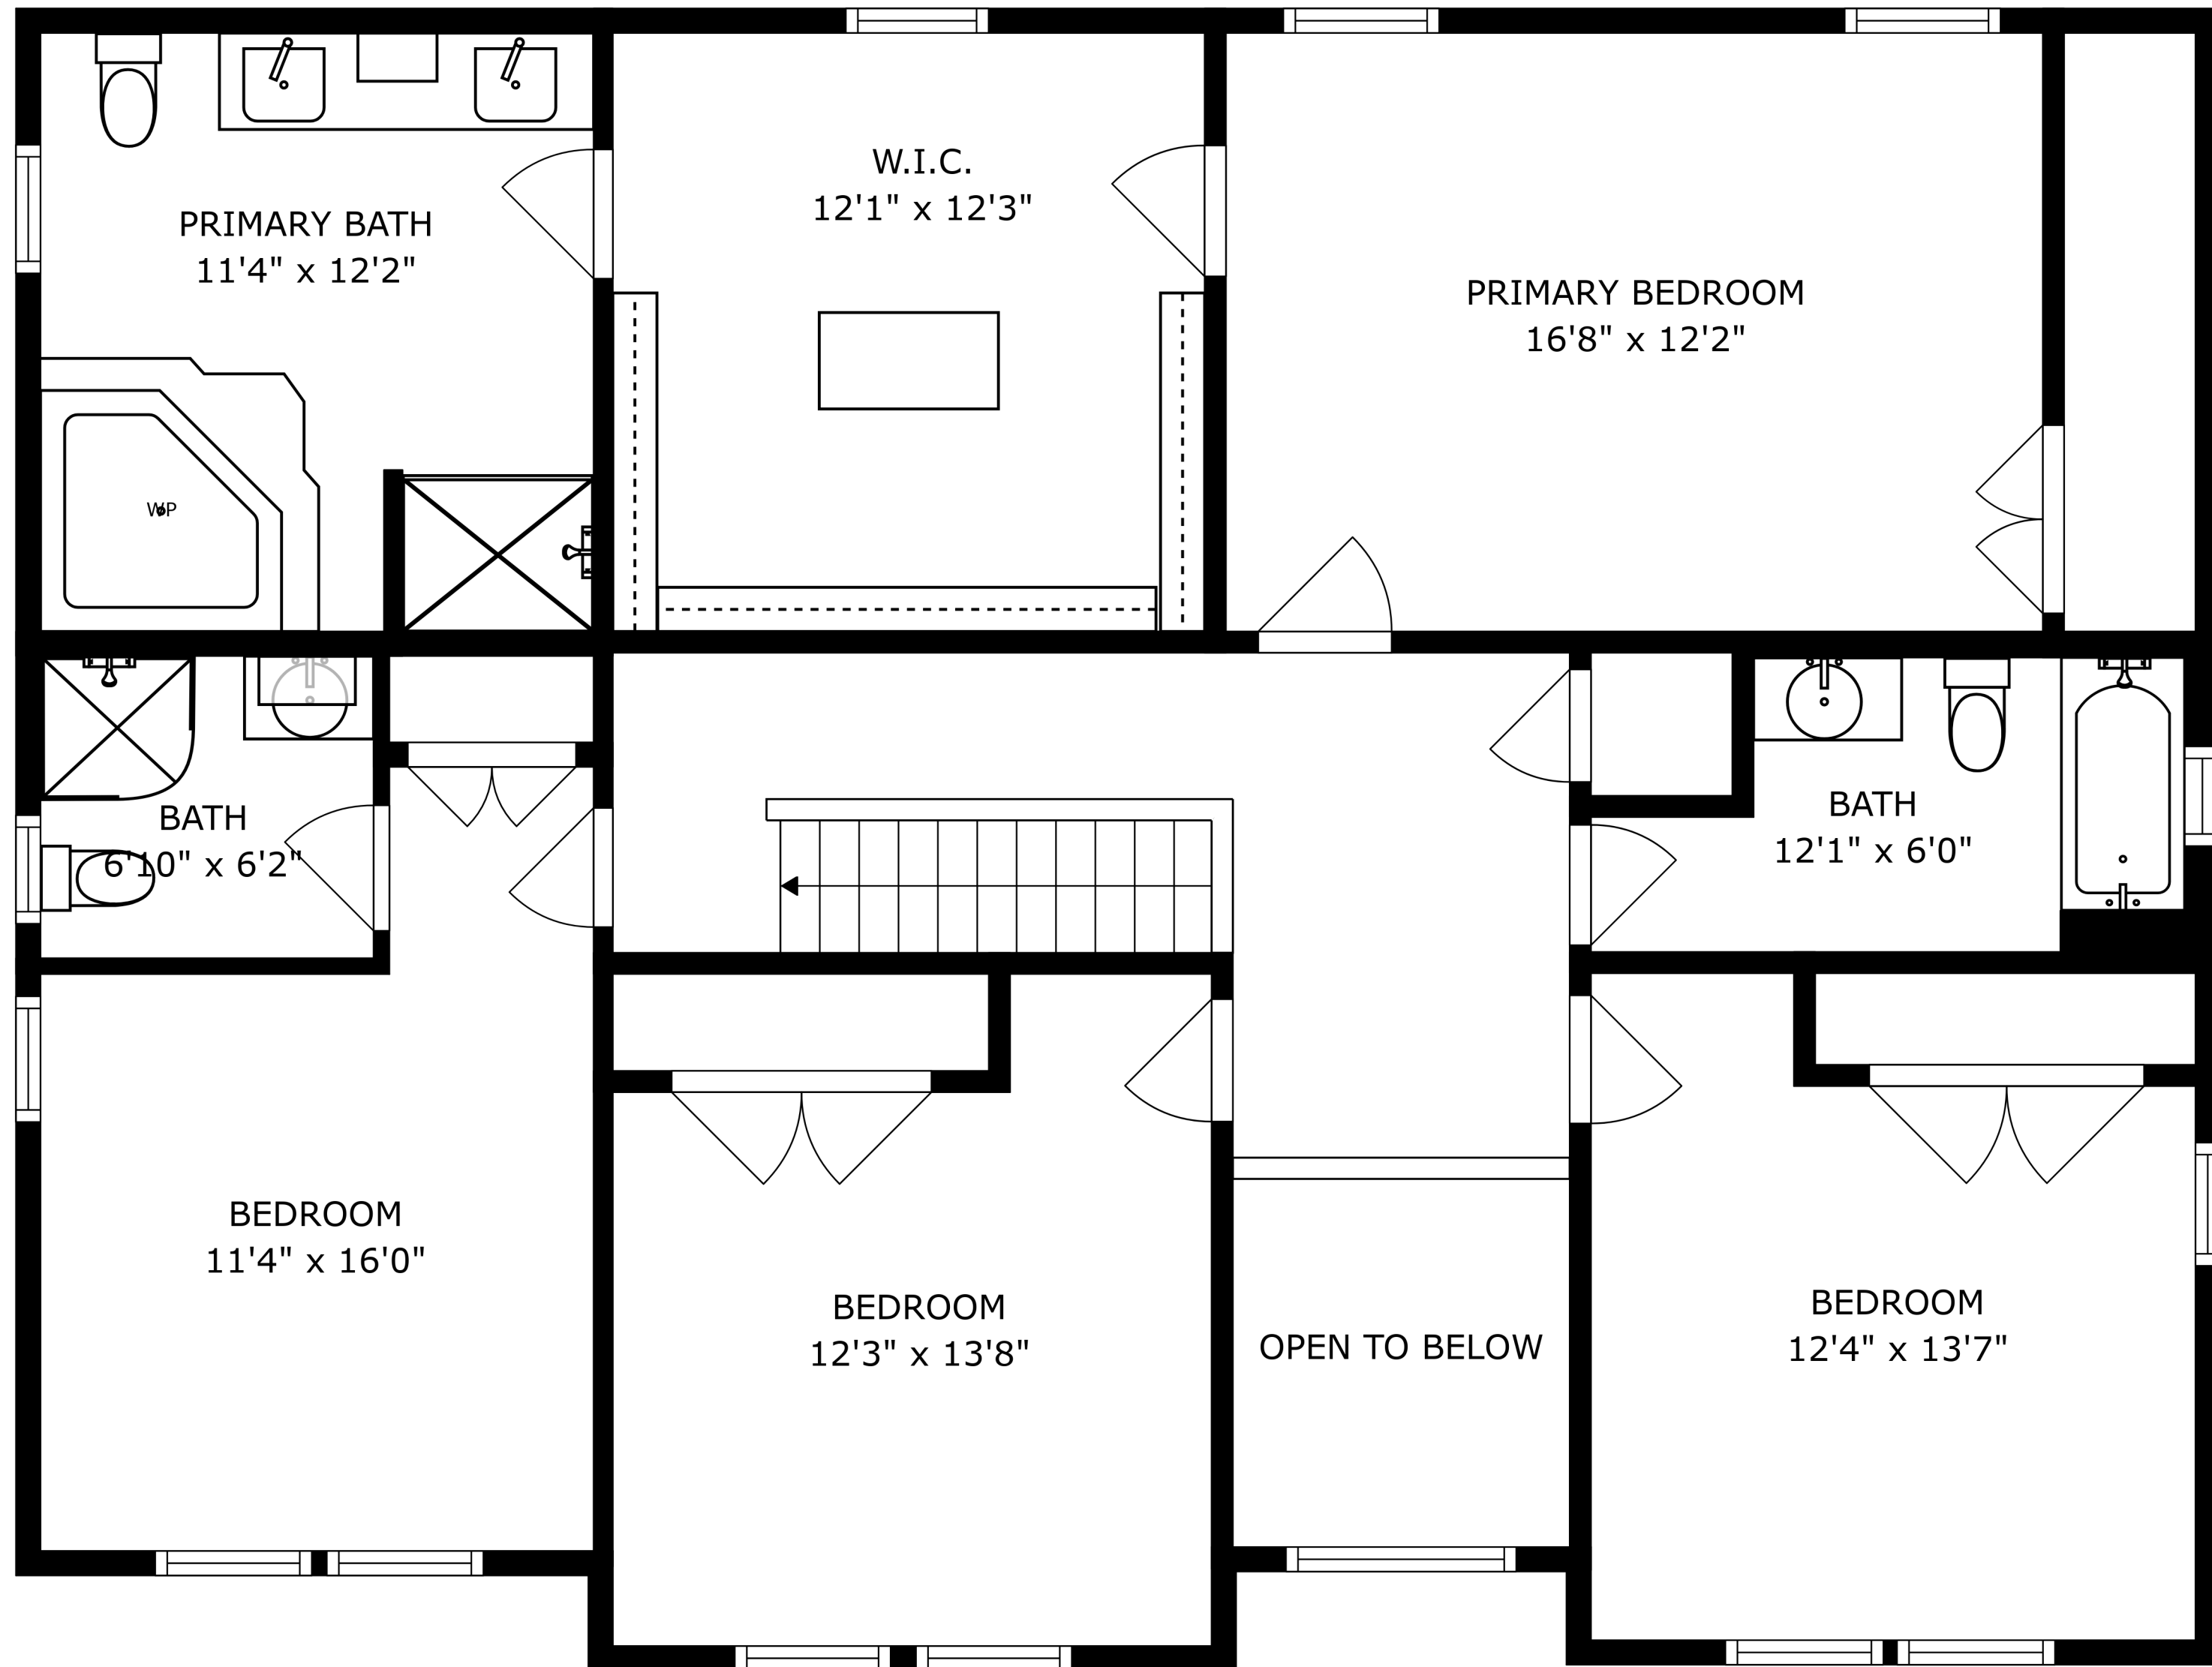 W.I.C.
12'1" x 12'3"
PRIMARY BATH
11'4" x 12'2"
PRIMARY BEDROOM
16'8" x 12'2"
WP
BATH
6'10" x 6'2"
BATH
12'1" x 6'0"
BEDROOM
11'4" x 16'0"
BEDROOM
12'3" x 13'8"
OPEN TO BELOW
BEDROOM
12'4" x 13'7"